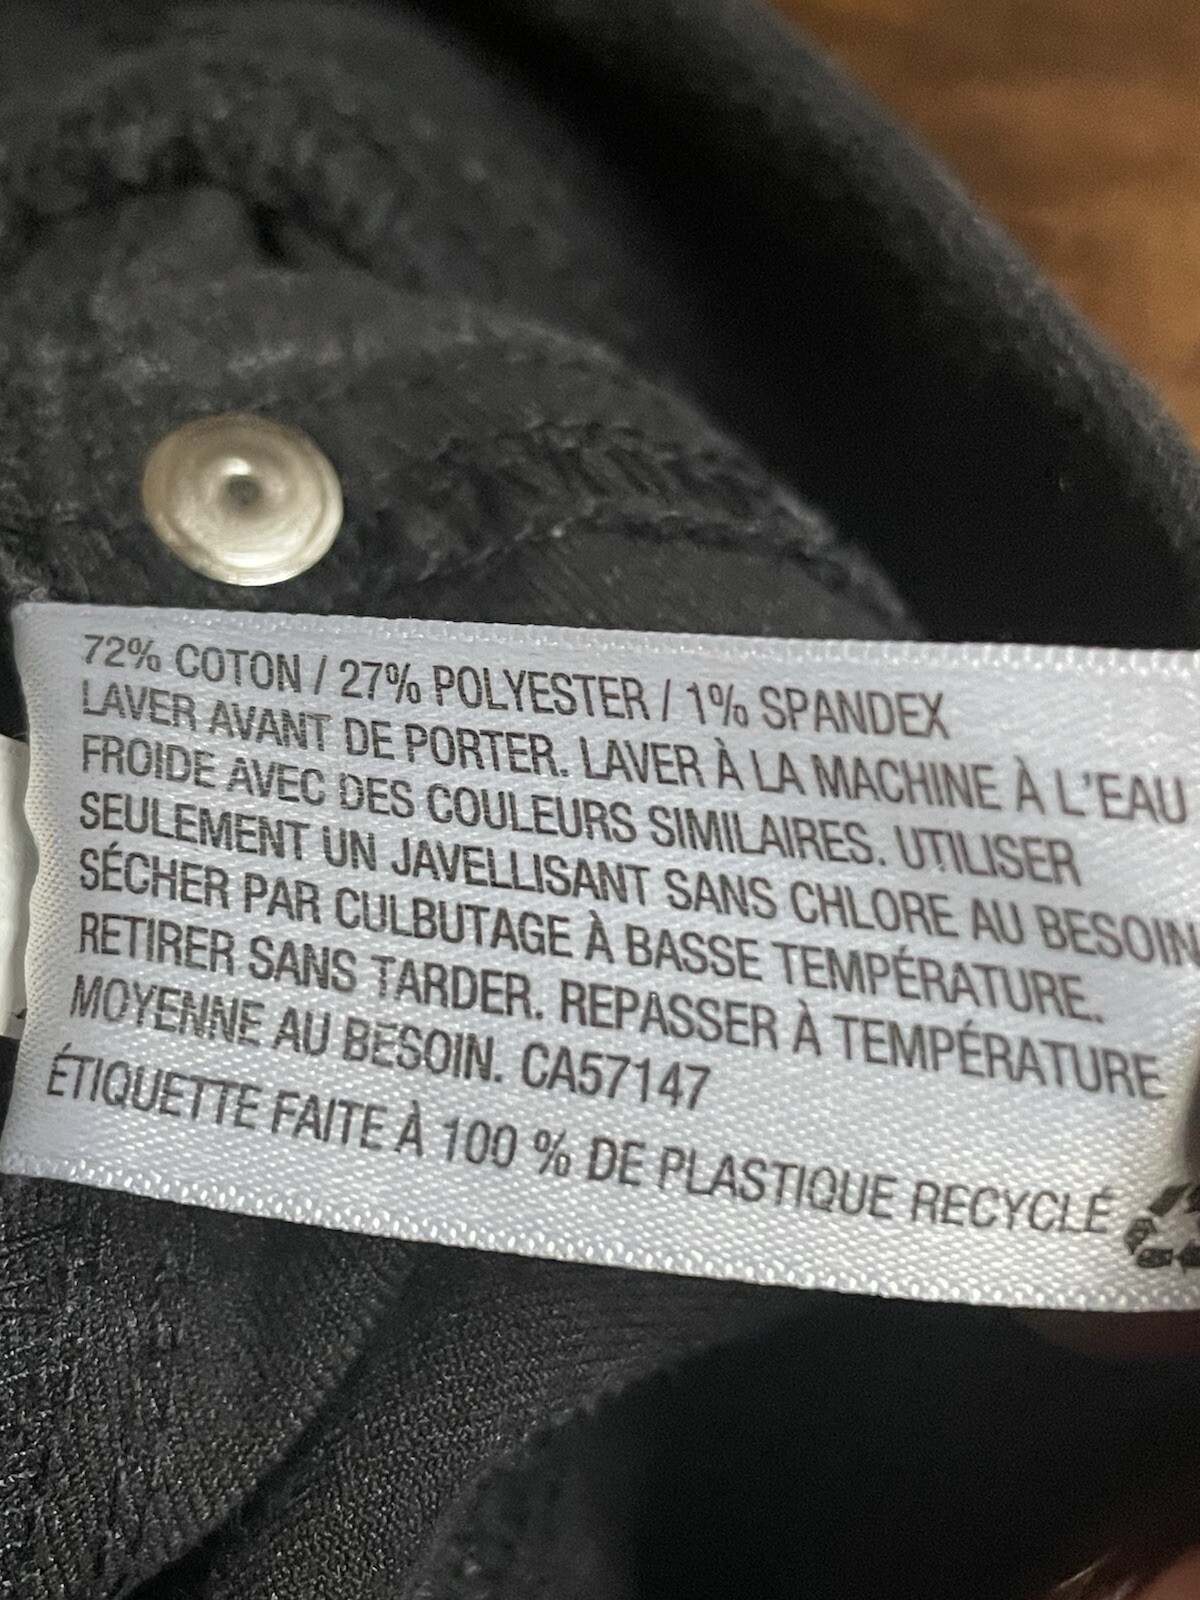 72% COTON / 27% POLYESTER / 1% SPANDEX
LAVER AVANT DE PORTER. LAVER À LA MACHINE À L'EAU
FROIDE AVEC DES COULEURS SIMILAIRES. UTILISER
SEULEMENT UN JAVELLISANT SANS CHLORE AU BESOIN
SÉCHER PAR CULBUTAGE À BASSE TEMPÉRATURE.
RETIRER SANS TARDER. REPASSER À TEMPÉRATURE
MOYENNE AU BESOIN. CA57147
ÉTIQUETTE FAITE À 100 % DE PLASTIQUE RECYCLÉ